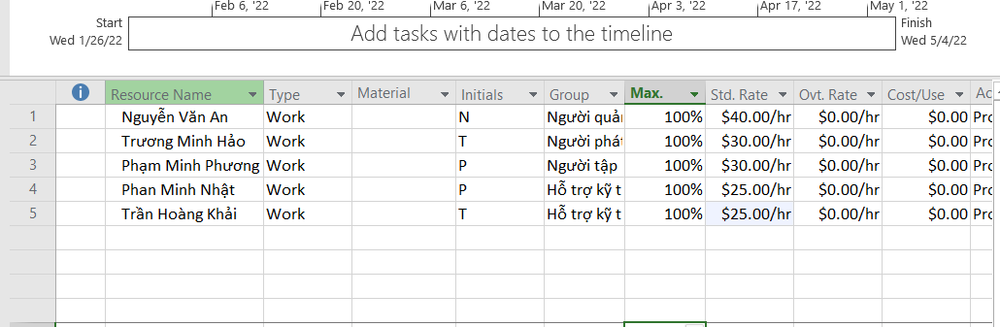 Feb 6, '22 Feb 20, '22 Mar 6, '22 Mar 20, '22 Apr 3, '22 Apr 17, '22 May 1, '22
Start
Wed 1/26/22
Add tasks with dates to the timeline
Finish
Wed 5/4/22
Resource Name Type Material Initials Group Max. Std. Rate Ovt. Rate Cost/Use Ac
1 Nguyễn Văn An Work N Người quản 100% $40.00/hr $0.00/hr $0.00 Pro
2 Trương Minh Hảo Work T Người phát 100% $30.00/hr $0.00/hr $0.00 Pro
3 Phạm Minh Phương Work P Người tập 100% $30.00/hr $0.00/hr $0.00 Pro
4 Phan Minh Nhật Work P Hỗ trợ kỹ t 100% $25.00/hr $0.00/hr $0.00 Pro
5 Trần Hoàng Khải Work T Hỗ trợ kỹ t 100% $25.00/hr $0.00/hr $0.00 Pro